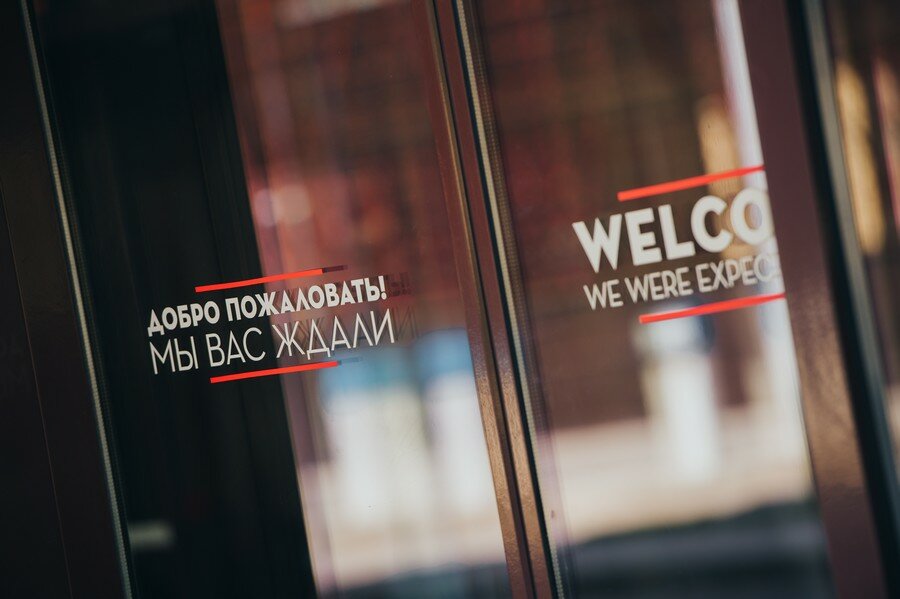 ДОБРО ПОЖАЛОВАТЬ!
МЫ ВАС ЖДАЛИ
WELCO
WE WERE EXPEC